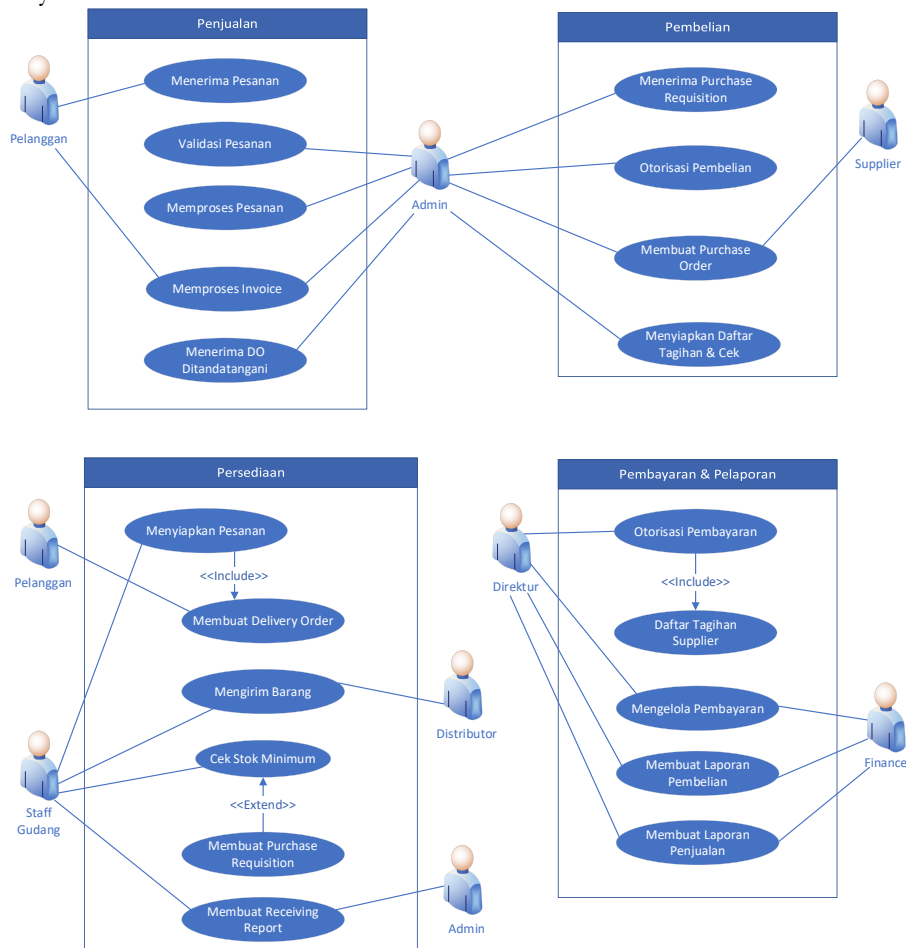 Penjualan
Pelanggan
Menerima Pesanan
Validasi Pesanan
Memproses Pesanan
Memproses Invoice
Menerima DO
Ditandatangani
Admin
Pembelian
Menerima Purchase
Requisition
Otorisasi Pembelian
Membuat Purchase
Order
Menyiapkan Daftar
Tagihan & Cek
Supplier
Persediaan
Pelanggan
Menyiapkan Pesanan
<<Include>>
Membuat Delivery Order
Mengirim Barang
Distributor
Cek Stok Minimum
Staff
Gudang
<<Extend>>
Membuat Purchase
Requisition
Membuat Receiving
Report
Admin
Pembayaran & Pelaporan
Direktur
Otorisasi Pembayaran
<<Include>>
Daftar Tagihan
Supplier
Mengelola Pembayaran
Membuat Laporan
Pembelian
Membuat Laporan
Penjualan
Finance